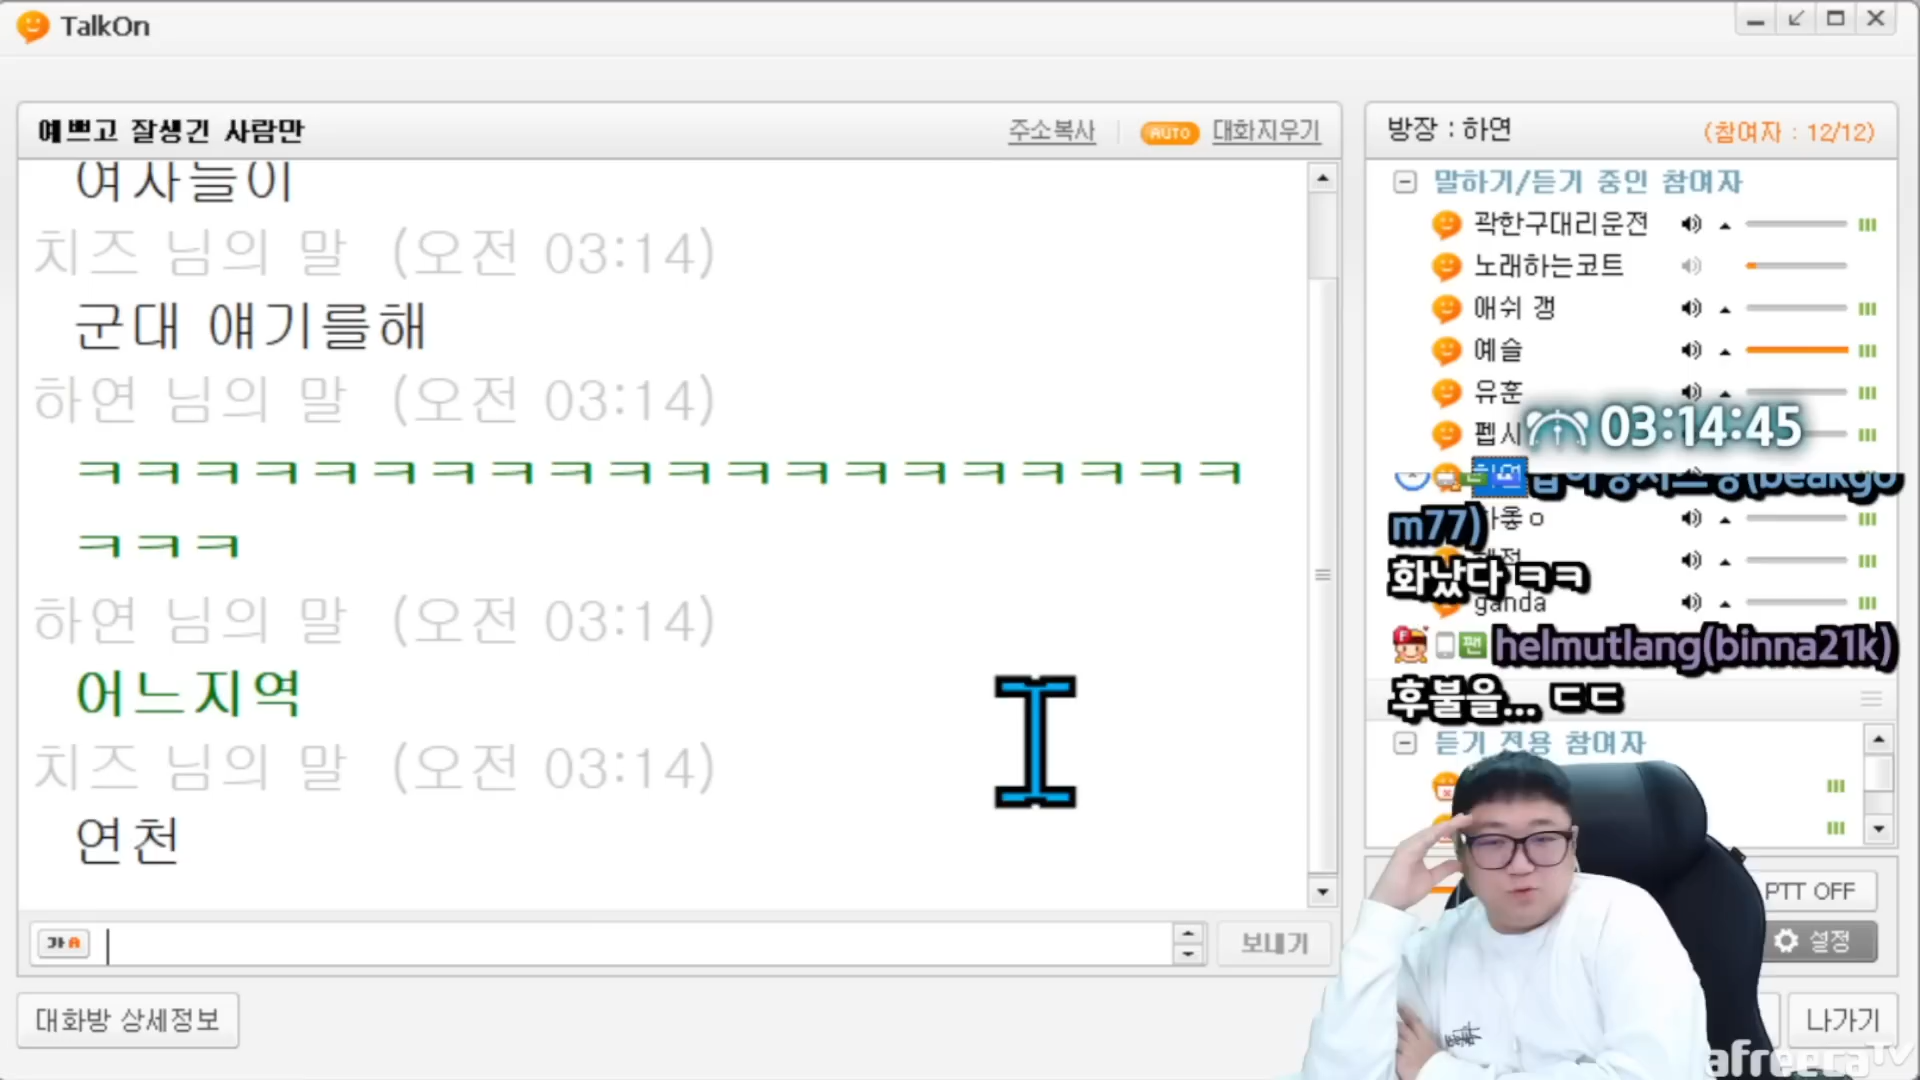 TalkOn
예쁘고 잘생긴 사람만
주소복사
AUTO
대화지우기
여사들이
치즈 님의 말 (오전 03:14)
군대 얘기를해
하연 님의 말 (오전 03:14)
ㅋㅋㅋㅋㅋㅋㅋㅋㅋㅋㅋㅋㅋㅋㅋㅋㅋㅋㅋㅋ
ㅋㅋㅋ
하연 님의 말 (오전 03:14)
어느지역
치즈 님의 말 (오전 03:14)
연천
가A
보내기
대화방 상세정보
방장 : 하연
(참여자 : 12/12)
말하기/듣기 중인 참여자
곽한구대리운전
노래하는코트
애쉬 갱
예슬
유훈
펩시
03:14:45
하연
(beakgo
m77)
화났다 ㅋㅋ
ganda
팬 helmutlang(binna21k)
후불을... ㄷㄷ
듣기 전용 참여자
PTT OFF
설정
나가기
afreecaTV